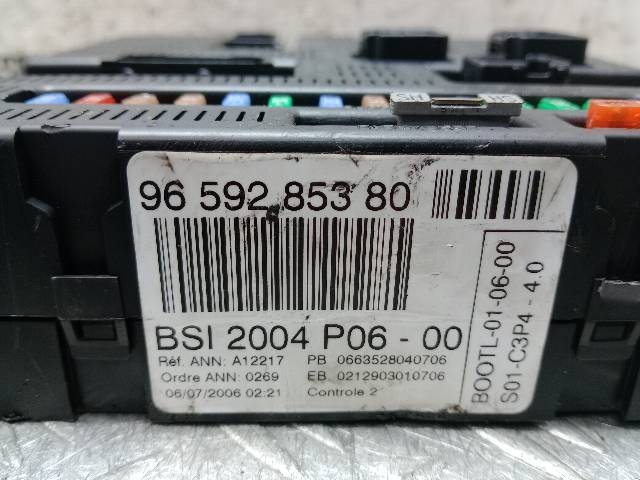 96 592 853 80
BSI 2004 P06 - 00
Réf. ANN: A12217 PB 0663528040706
Ordre ANN: 0269 EB 0212903010706
06/07/2006 02:21 Controle 2
BOOTL-01-06-00
S01-C3P4 - 4.0